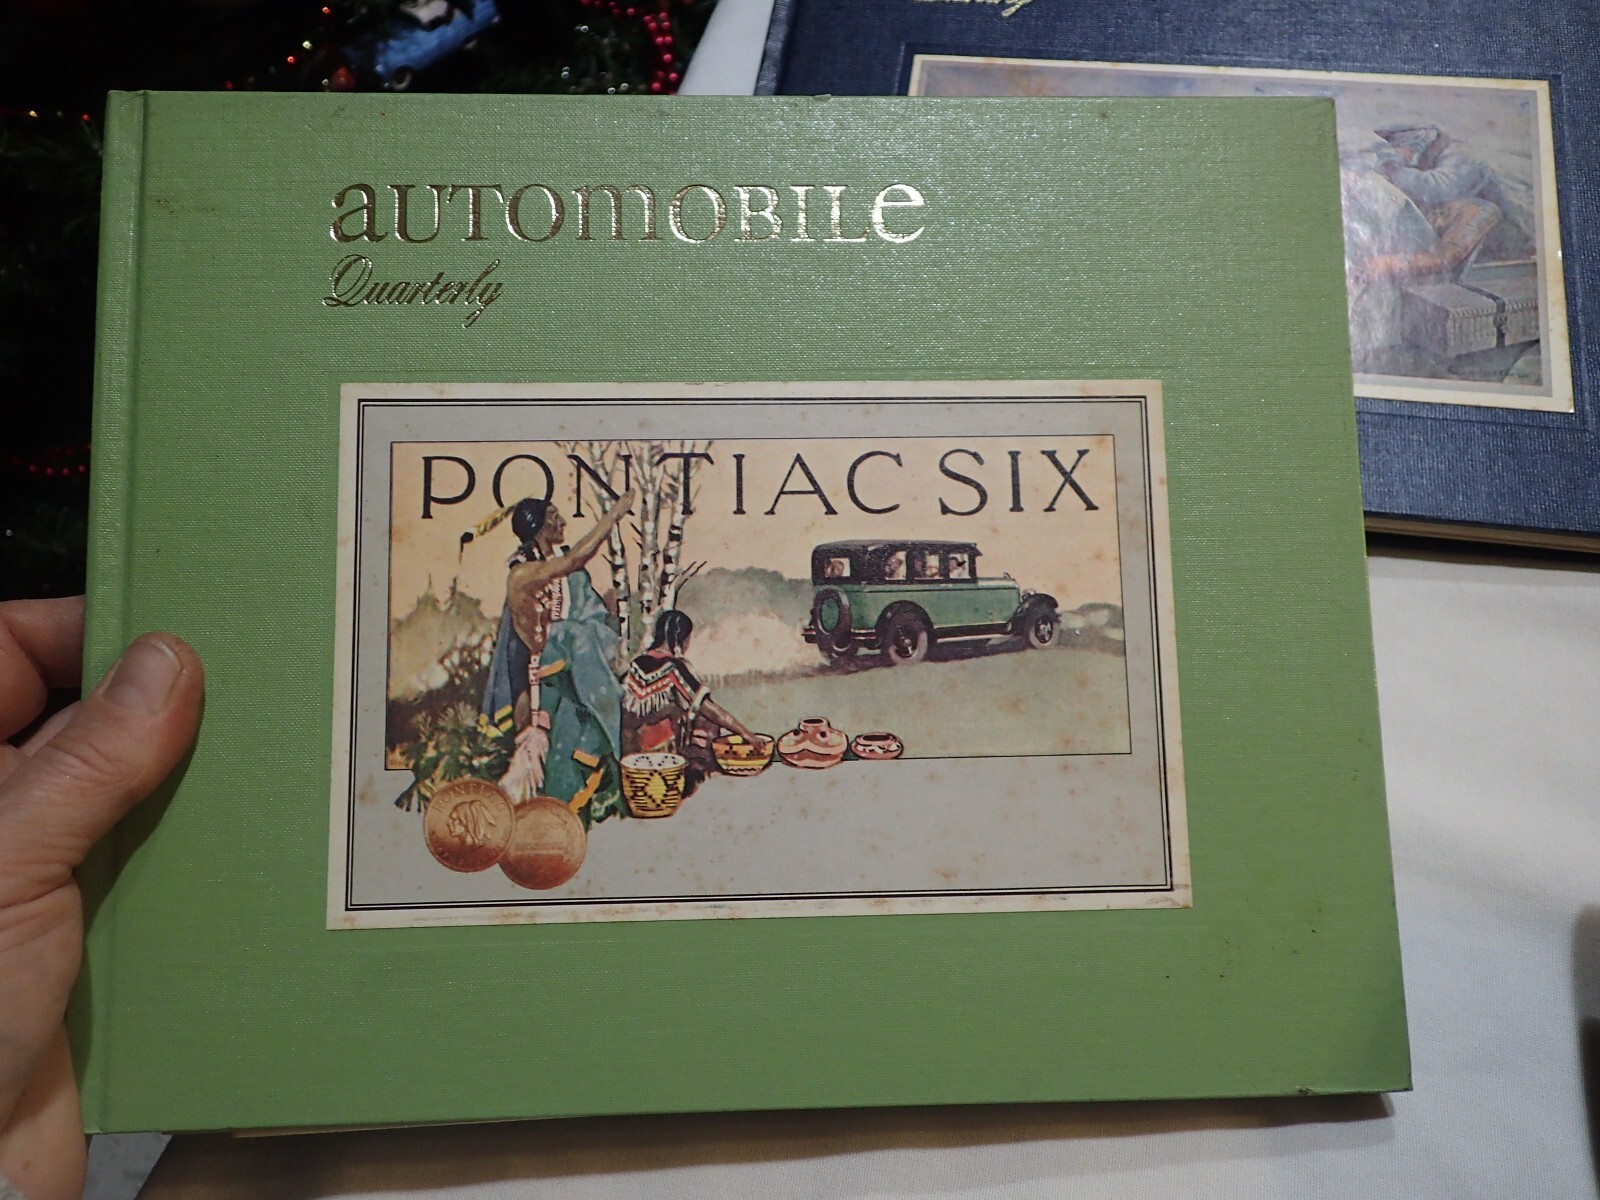 automobile
Quarterly
PONTIAC SIX